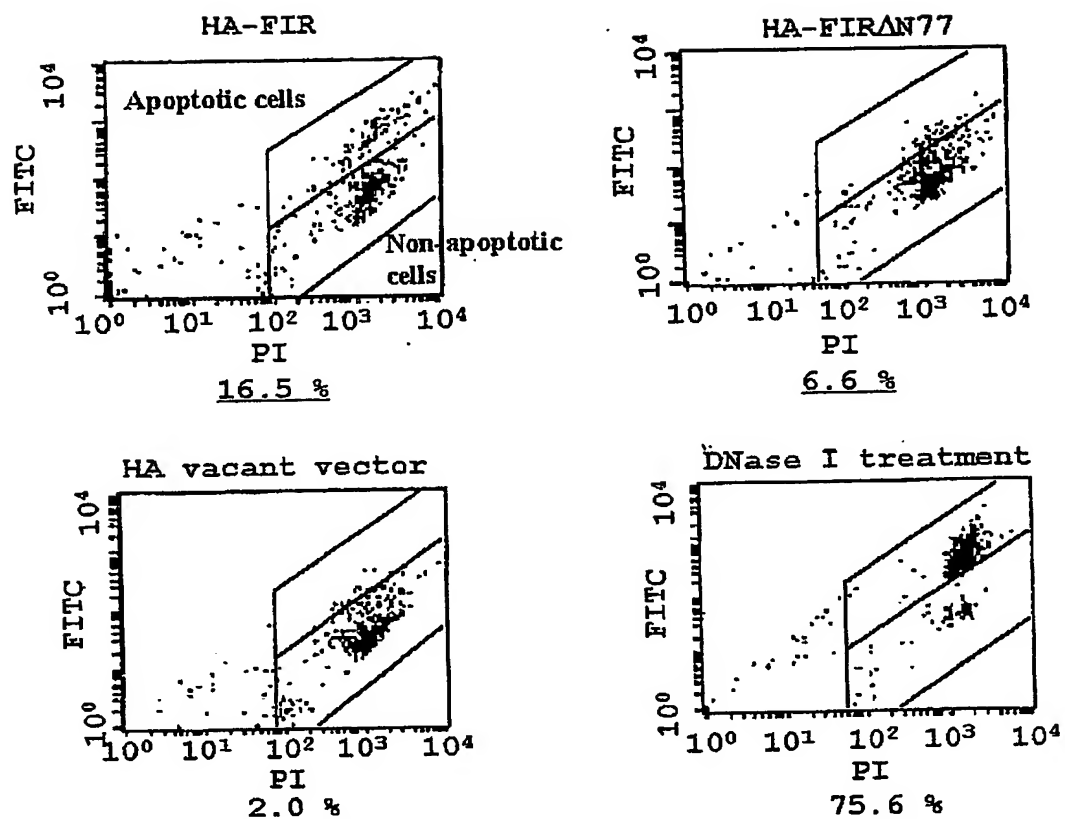 HA-FIR
10⁴
Apoptotic cells
FITC
Non-apoptotic
cells
10⁰
10⁰ 10¹ 10² 10³ 10⁴
PI
16.5 %
HA-FIRΔN77
10⁴
FITC
10⁰
10⁰ 10¹ 10² 10³ 10⁴
PI
6.6 %
HA vacant vector
10⁴
FITC
10⁰
10⁰ 10¹ 10² 10³ 10⁴
PI
2.0 %
DNase I treatment
10⁴
FITC
10⁰
10⁰ 10¹ 10² 10³ 10⁴
PI
75.6 %